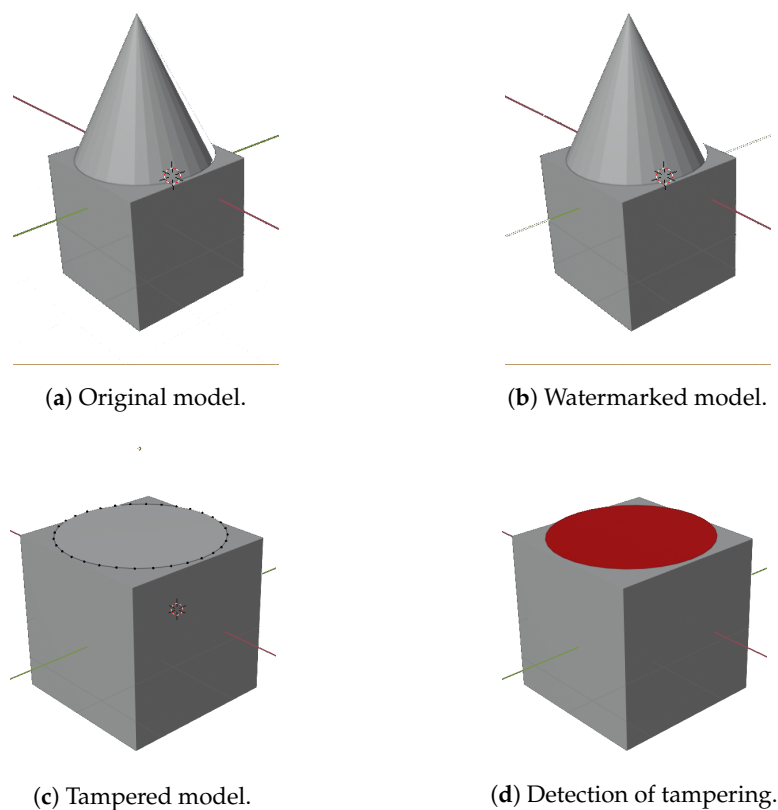 (a) Original model.
(b) Watermarked model.
(c) Tampered model.
(d) Detection of tampering.